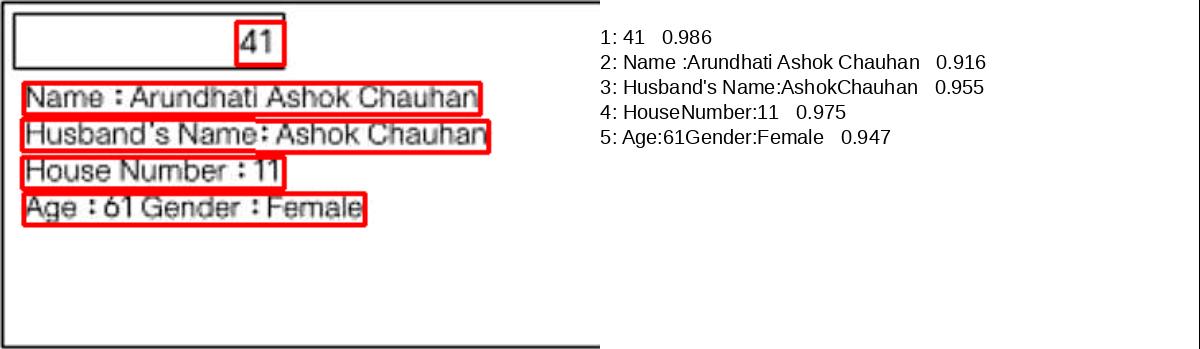 41
Name : Arundhati Ashok Chauhan
Husband's Name: Ashok Chauhan
House Number : 11
Age : 61 Gender : Female
1: 41 0.986
2: Name :Arundhati Ashok Chauhan 0.916
3: Husband's Name:AshokChauhan 0.955
4: HouseNumber:11 0.975
5: Age:61Gender:Female 0.947